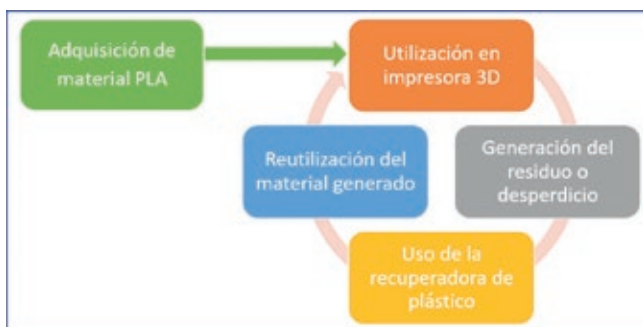 Adquisición de
material PLA
Utilización en
impresora 3D
Generación del
residuo o
desperdicio
Uso de la
recuperadora de
plástico
Reutilización del
material generado